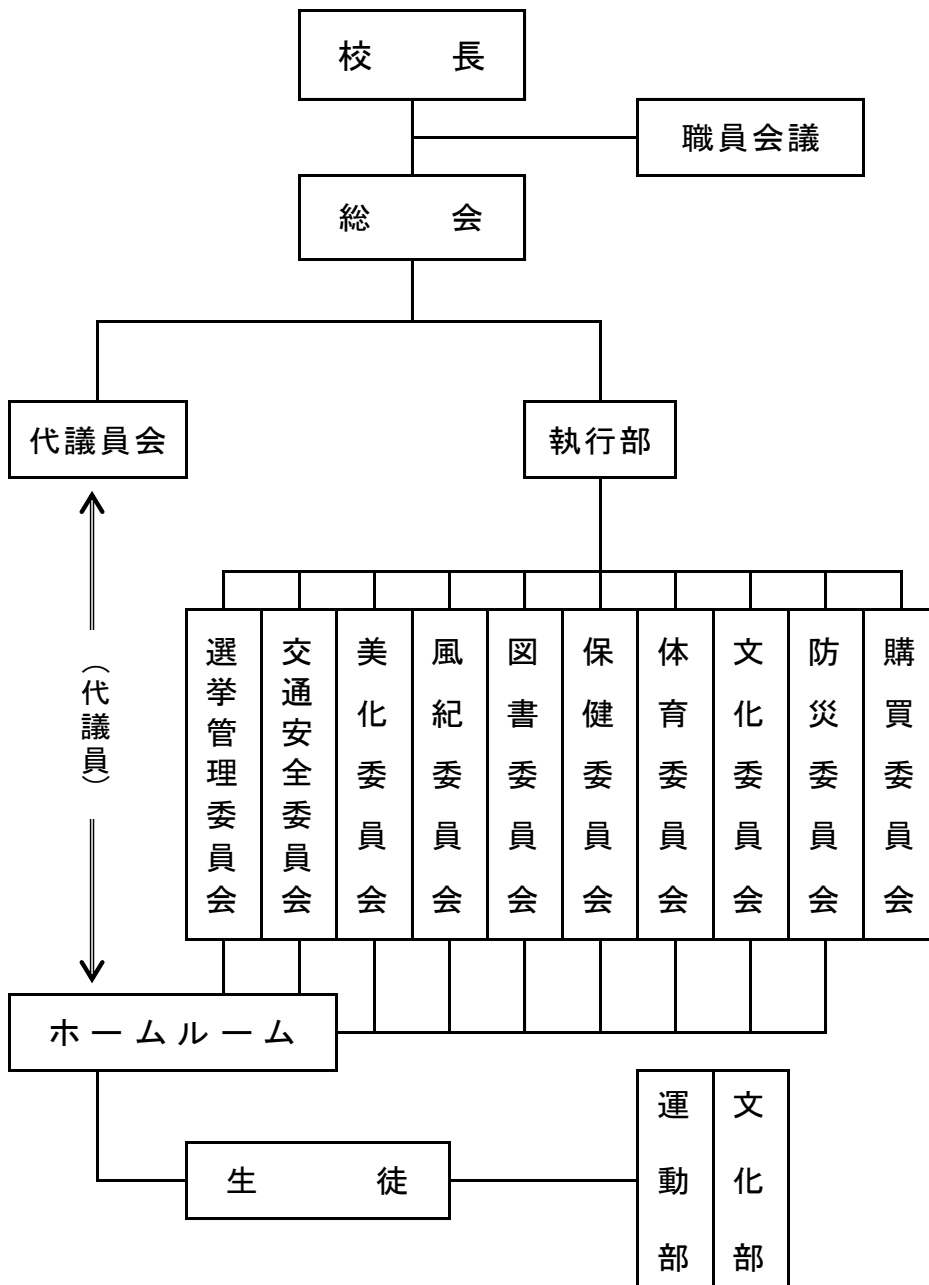 校長
職員会議
総会
代議員会
執行部
（代議員）
選挙管理委員会
交通安全委員会
美化委員会
風紀委員会
図書委員会
保健委員会
体育委員会
文化委員会
防災委員会
購買委員会
ホームルーム
生徒
運動部
文化部